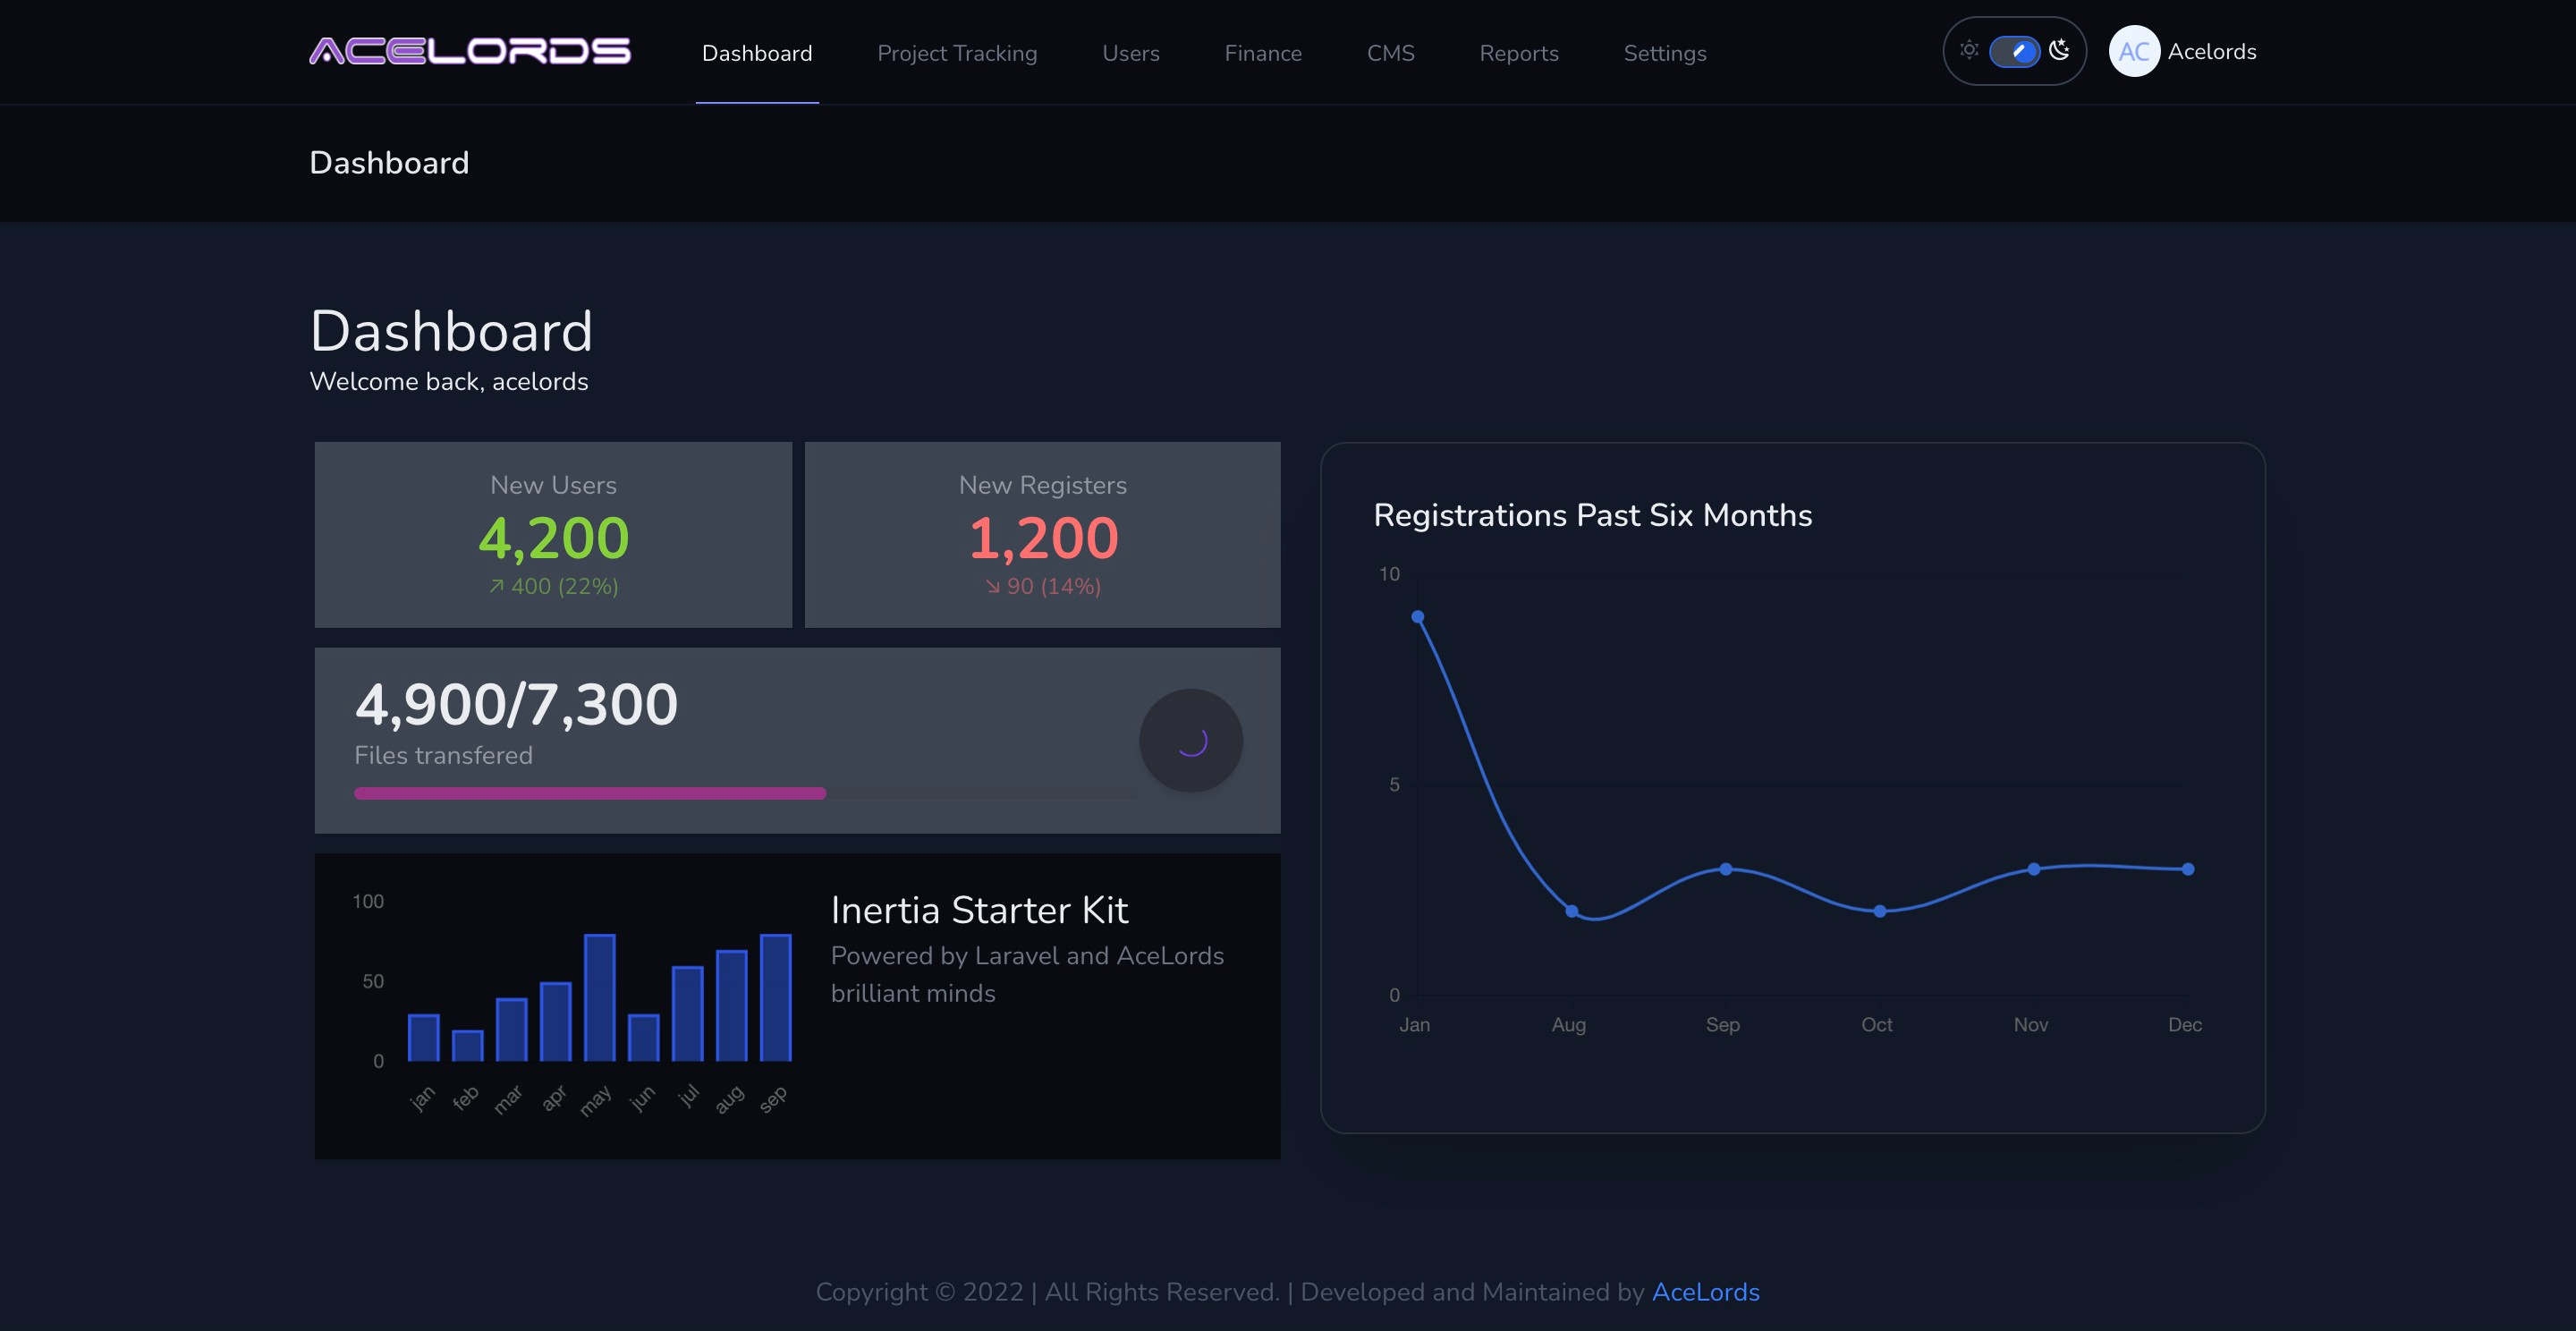 ACELORDS
Dashboard
Project Tracking
Users
Finance
CMS
Reports
Settings
AC
Acelords
Dashboard
Dashboard
Welcome back, acelords
New Users
4,200
↗ 400 (22%)
New Registers
1,200
↘ 90 (14%)
4,900/7,300
Files transfered
100
50
0
jan
feb
mar
apr
may
jun
jul
aug
sep
Inertia Starter Kit
Powered by Laravel and AceLords
brilliant minds
Registrations Past Six Months
10
5
0
Jan
Aug
Sep
Oct
Nov
Dec
Copyright © 2022 | All Rights Reserved. | Developed and Maintained by AceLords